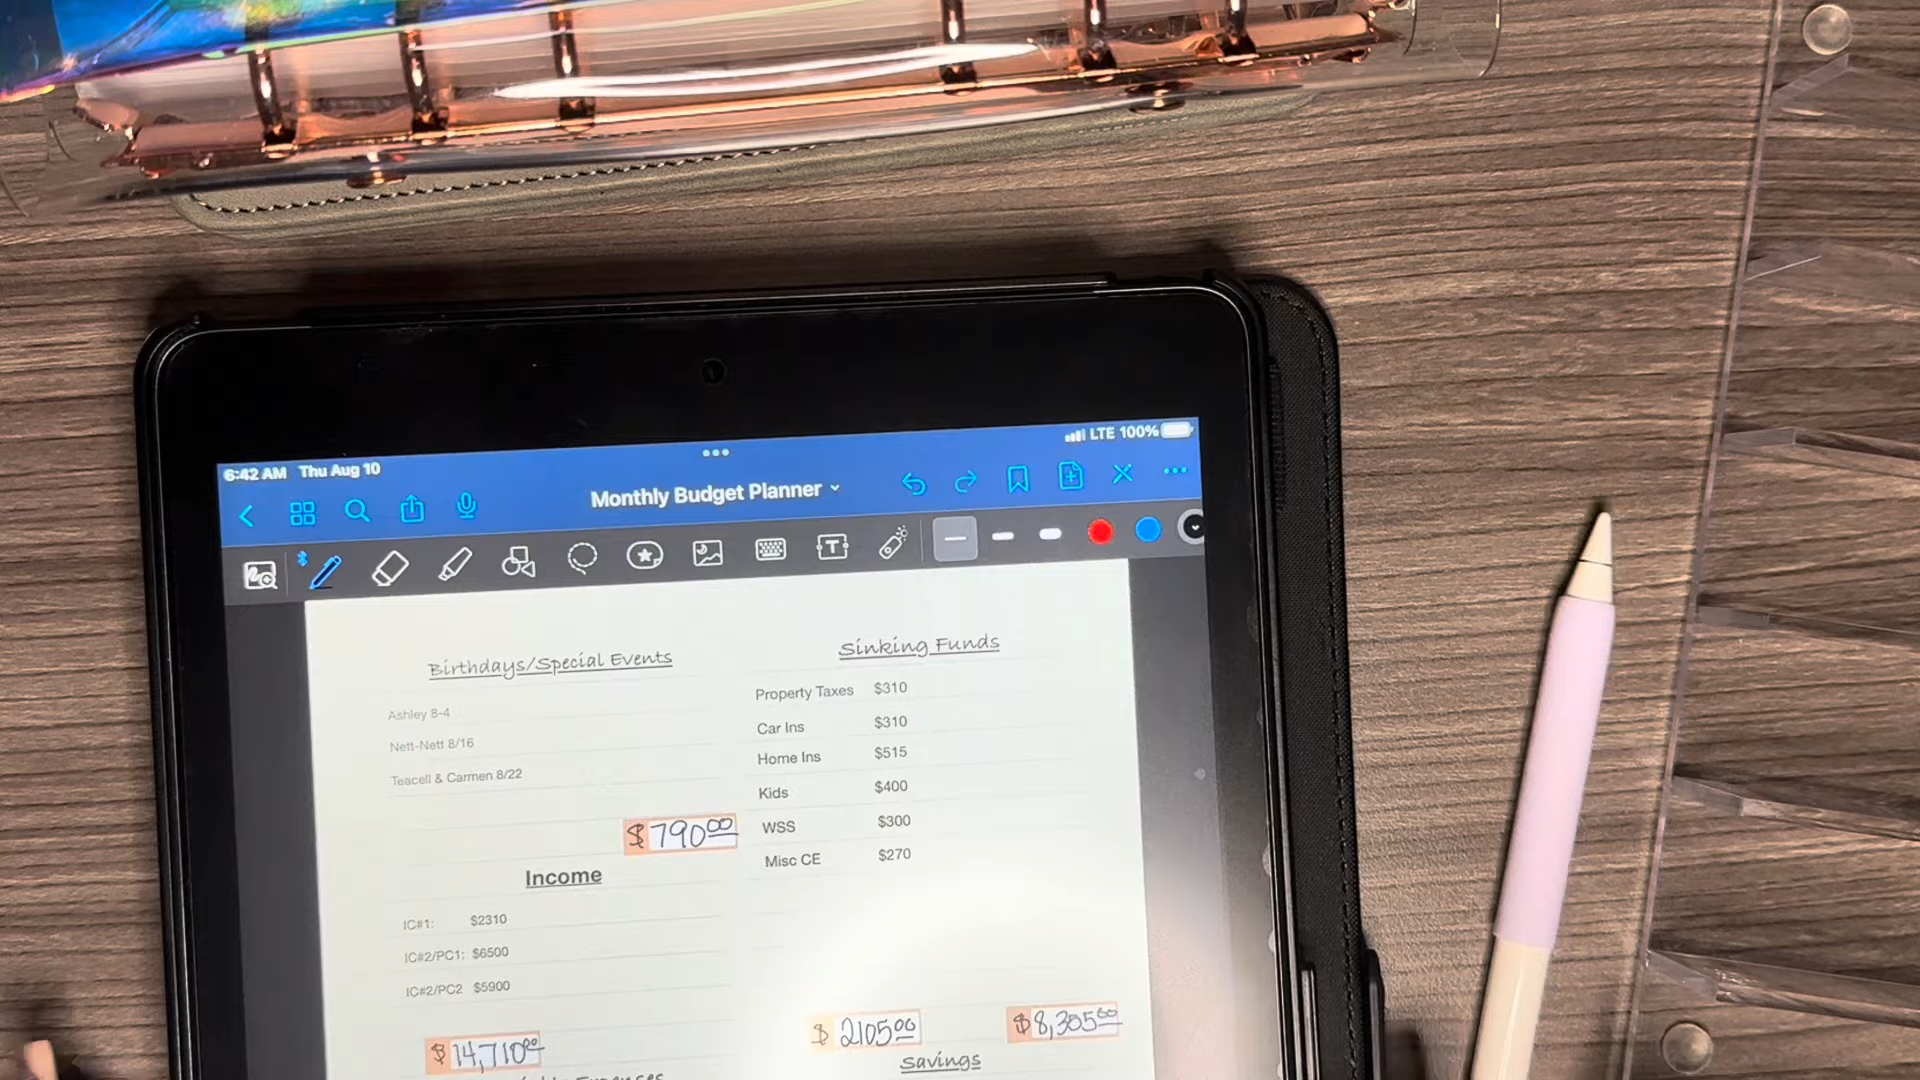 6:42 AM Thu Aug 10
LTE 100%
Monthly Budget Planner
T
Birthdays/Special Events
Ashley 8-4
Nett-Nett 8/16
Teacell & Carmen 8/22
$790.00
Income
IC#1: $2310
IC#2/PC1: $6500
IC#2/PC2 $5900
$14,710.00
Sinking Funds
Property Taxes $310
Car Ins $310
Home Ins $515
Kids $400
WSS $300
Misc CE $270
$2105.00
$8,305.00
Savings
Expenses